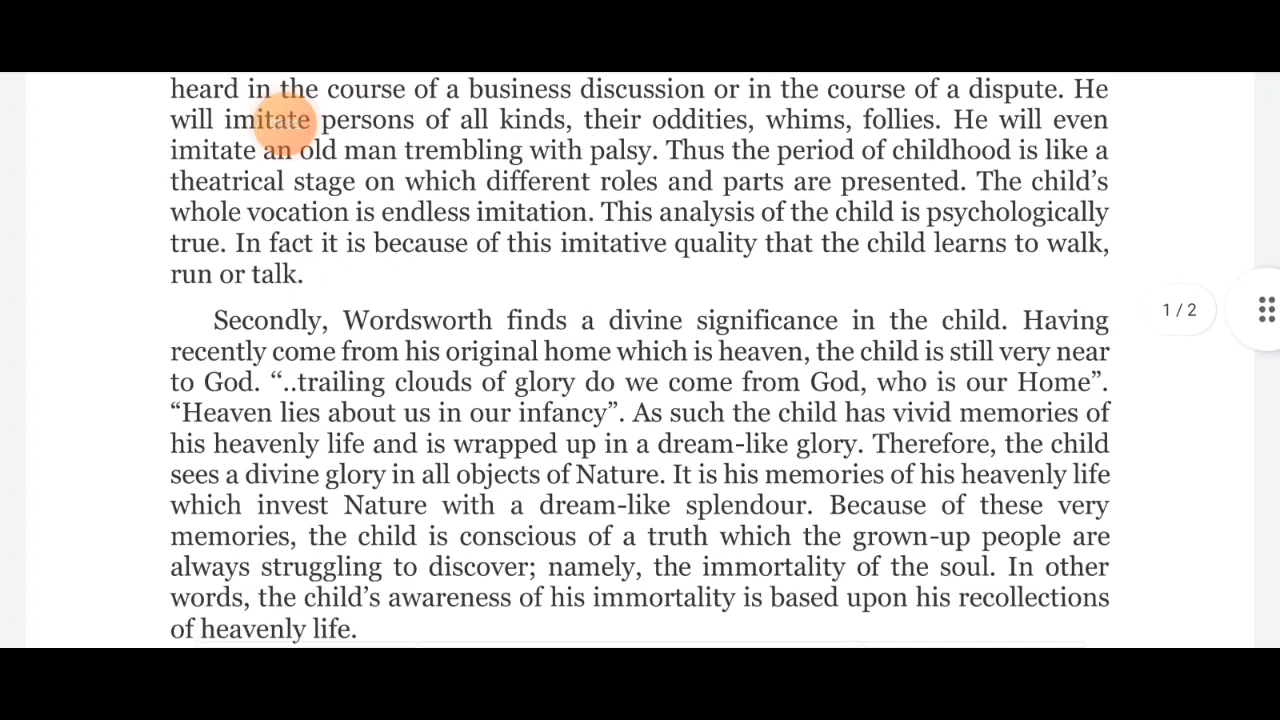 heard in the course of a business discussion or in the course of a dispute. He
will imitate persons of all kinds, their oddities, whims, follies. He will even
imitate an old man trembling with palsy. Thus the period of childhood is like a
theatrical stage on which different roles and parts are presented. The child’s
whole vocation is endless imitation. This analysis of the child is psychologically
true. In fact it is because of this imitative quality that the child learns to walk,
run or talk.
Secondly, Wordsworth finds a divine significance in the child. Having
recently come from his original home which is heaven, the child is still very near
to God. “..trailing clouds of glory do we come from God, who is our Home”.
“Heaven lies about us in our infancy”. As such the child has vivid memories of
his heavenly life and is wrapped up in a dream-like glory. Therefore, the child
sees a divine glory in all objects of Nature. It is his memories of his heavenly life
which invest Nature with a dream-like splendour. Because of these very
memories, the child is conscious of a truth which the grown-up people are
always struggling to discover; namely, the immortality of the soul. In other
words, the child’s awareness of his immortality is based upon his recollections
of heavenly life.
1 / 2